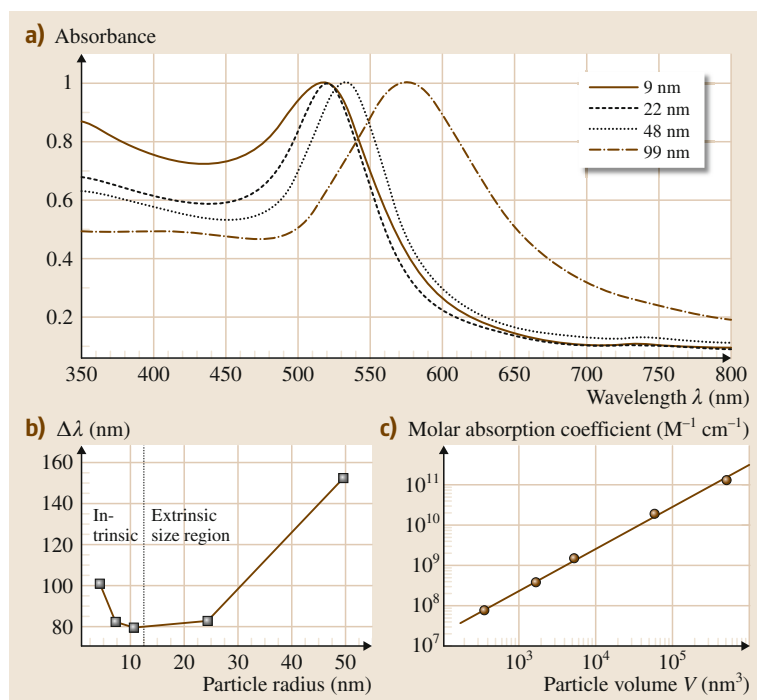 a) Absorbance
1
0.8
0.6
0.4
0.2
9 nm
22 nm
48 nm
99 nm
350 400 450 500 550 600 650 700 750 800
Wavelength λ (nm)
b) Δλ (nm)
160
140
120
100
80
In-
trinsic
Extrinsic
size region
10 20 30 40 50
Particle radius (nm)
c) Molar absorption coefficient (M⁻¹ cm⁻¹)
10¹¹
10¹⁰
10⁹
10⁸
10⁷
10³ 10⁴ 10⁵
Particle volume V (nm³)